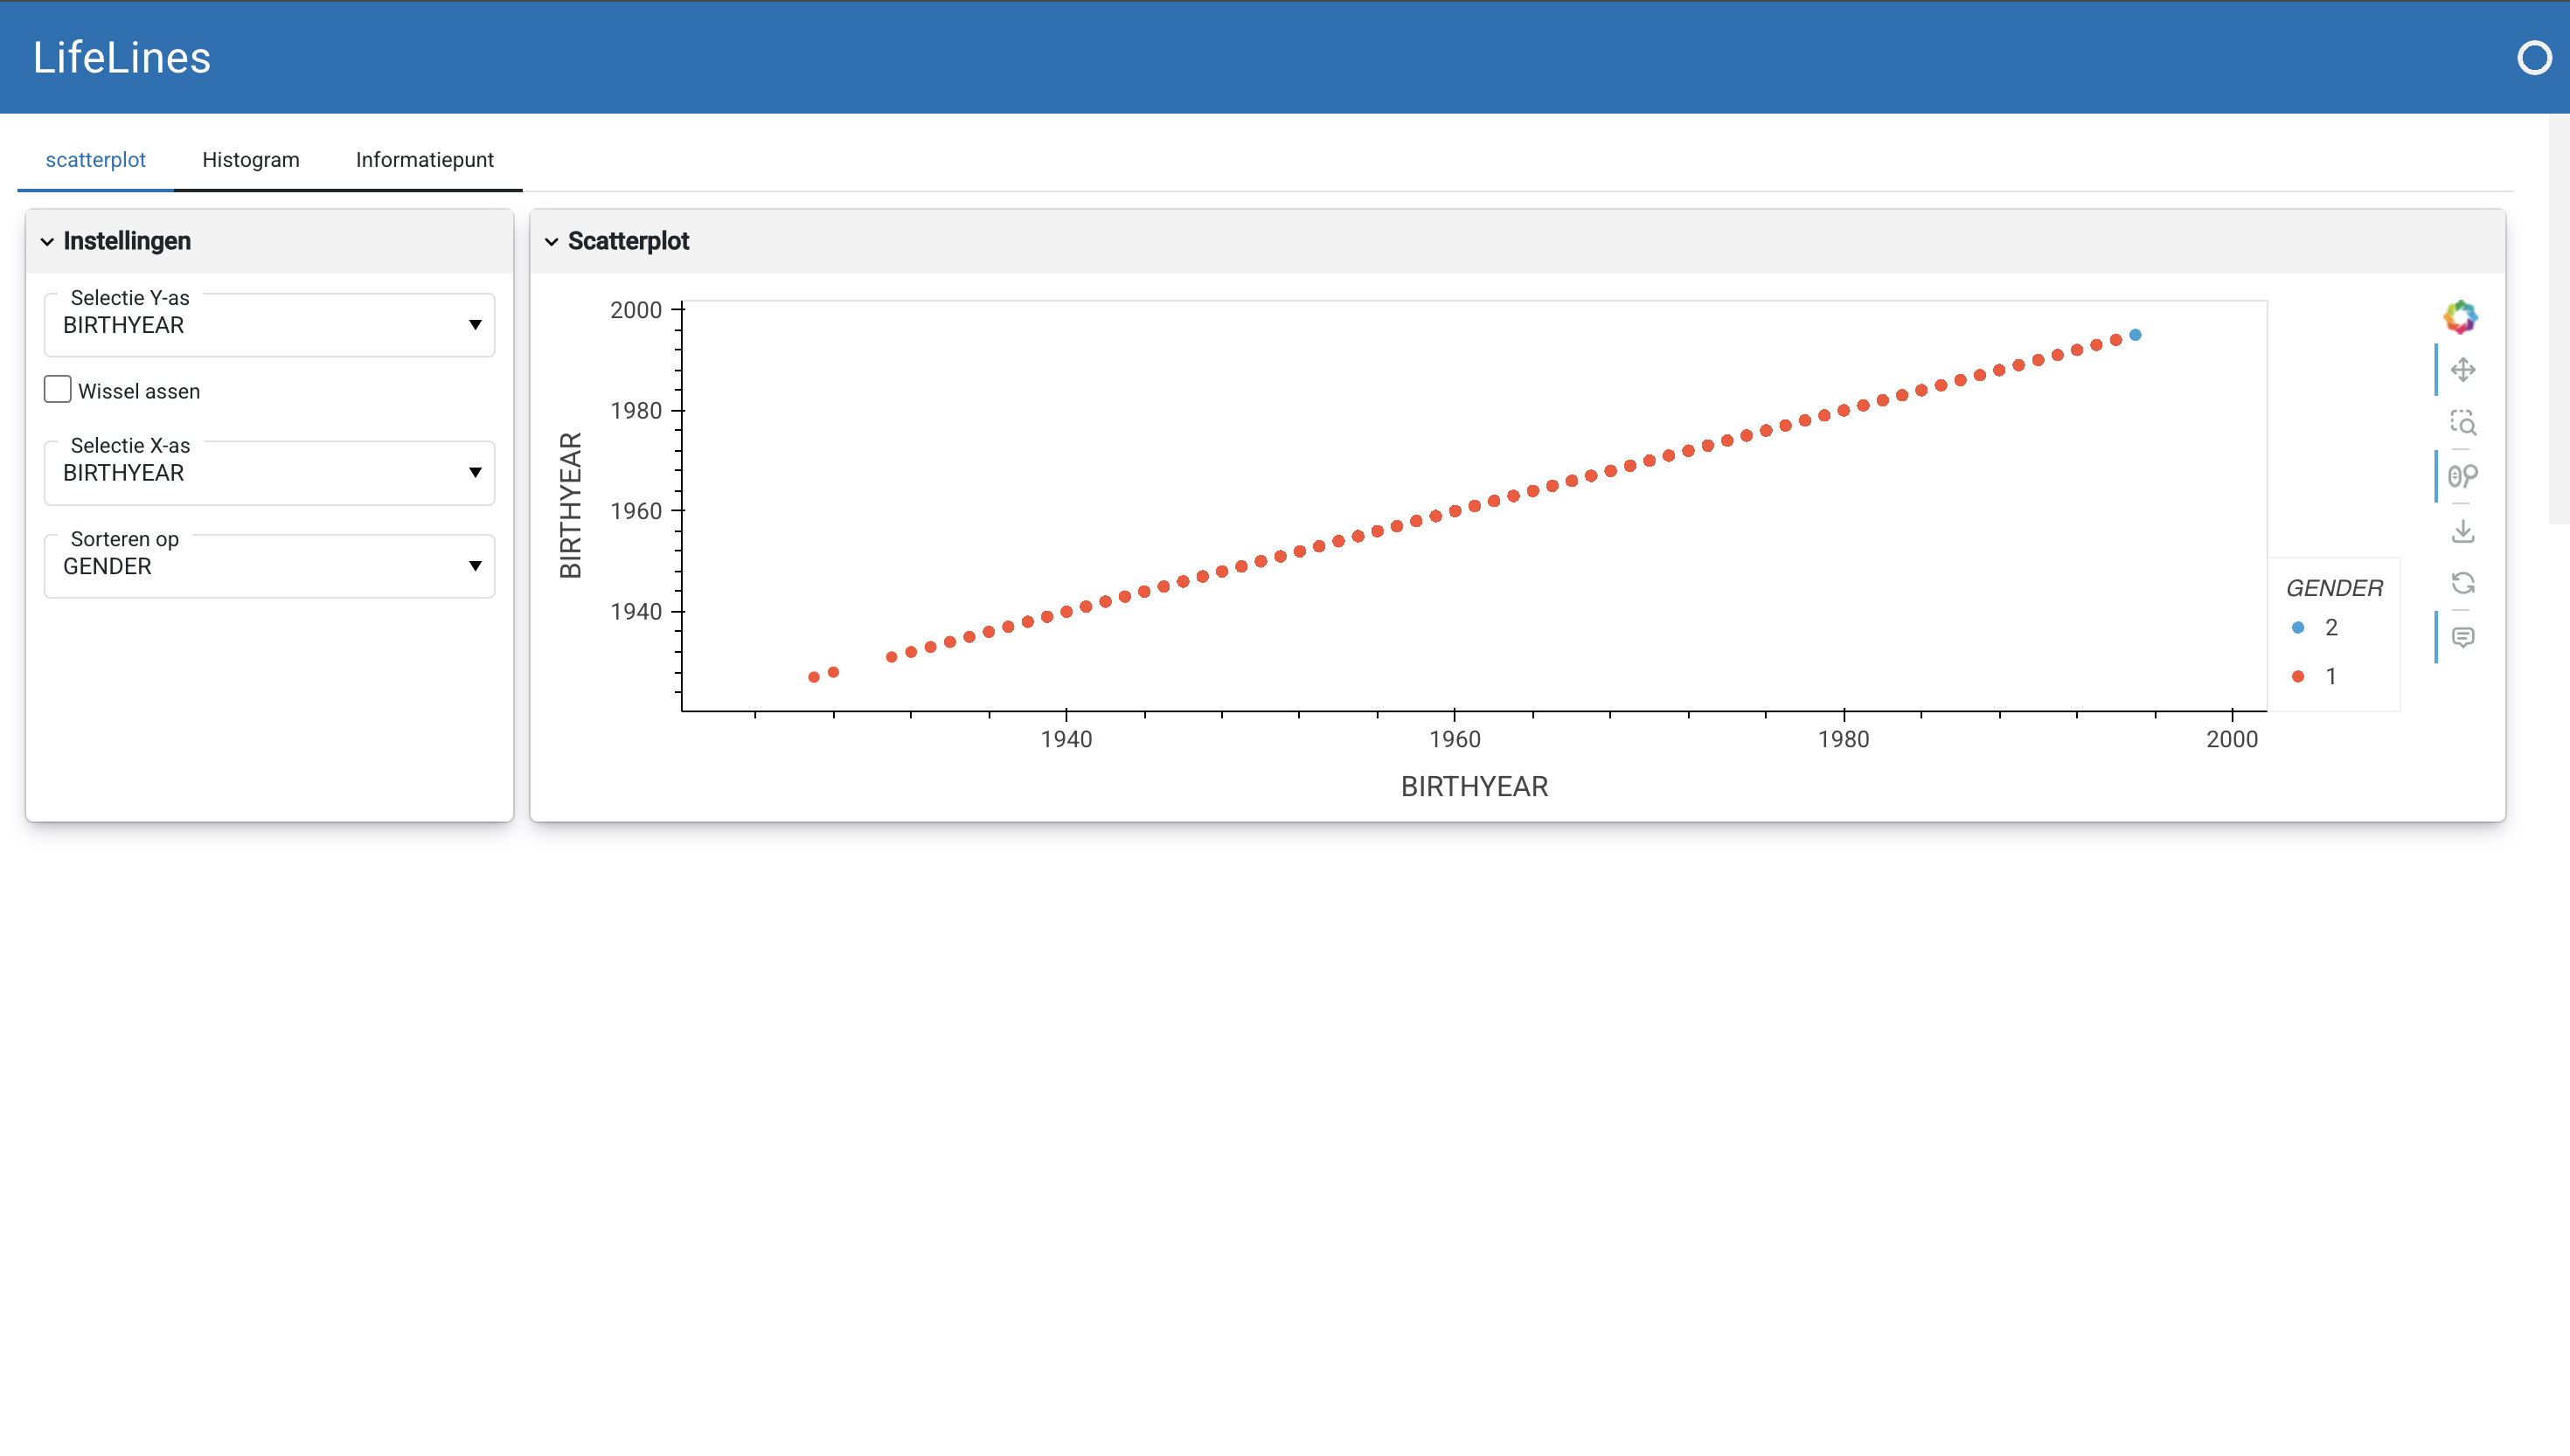 LifeLines
scatterplot Histogram Informatiepunt
Instellingen
Selectie Y-as
BIRTHYEAR
Wissel assen
Selectie X-as
BIRTHYEAR
Sorteren op
GENDER
Scatterplot
2000
1980
1960
1940
BIRTHYEAR
1940 1960 1980 2000
BIRTHYEAR
GENDER
2
1